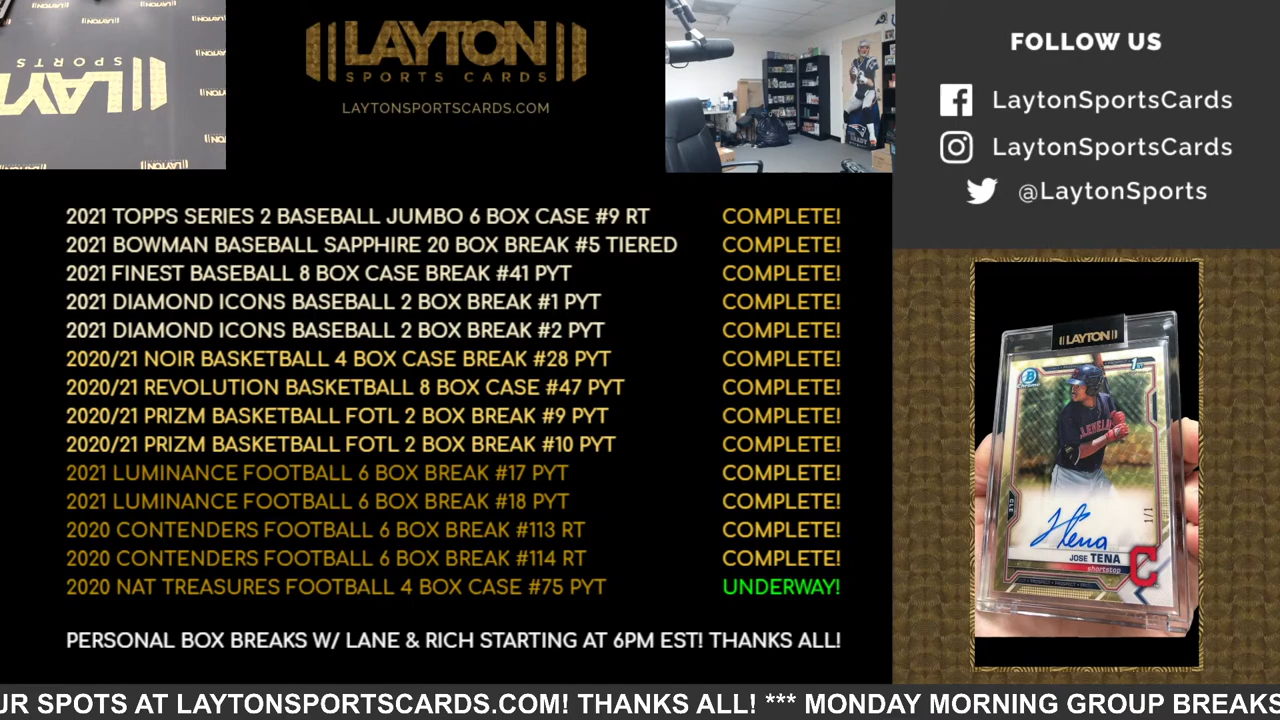 LAYTON
SPORTS CARDS
LAYTONSPORTSCARDS.COM
FOLLOW US
LaytonSportsCards
LaytonSportsCards
@LaytonSports
2021 TOPPS SERIES 2 BASEBALL JUMBO 6 BOX CASE #9 RT COMPLETE!
2021 BOWMAN BASEBALL SAPPHIRE 20 BOX BREAK #5 TIERED COMPLETE!
2021 FINEST BASEBALL 8 BOX CASE BREAK #41 PYT COMPLETE!
2021 DIAMOND ICONS BASEBALL 2 BOX BREAK #1 PYT COMPLETE!
2021 DIAMOND ICONS BASEBALL 2 BOX BREAK #2 PYT COMPLETE!
2020/21 NOIR BASKETBALL 4 BOX CASE BREAK #28 PYT COMPLETE!
2020/21 REVOLUTION BASKETBALL 8 BOX CASE #47 PYT COMPLETE!
2020/21 PRIZM BASKETBALL FOTL 2 BOX BREAK #9 PYT COMPLETE!
2020/21 PRIZM BASKETBALL FOTL 2 BOX BREAK #10 PYT COMPLETE!
2021 LUMINANCE FOOTBALL 6 BOX BREAK #17 PYT COMPLETE!
2021 LUMINANCE FOOTBALL 6 BOX BREAK #18 PYT COMPLETE!
2020 CONTENDERS FOOTBALL 6 BOX BREAK #113 RT COMPLETE!
2020 CONTENDERS FOOTBALL 6 BOX BREAK #114 RT COMPLETE!
2020 NAT TREASURES FOOTBALL 4 BOX CASE #75 PYT UNDERWAY!
PERSONAL BOX BREAKS W/ LANE & RICH STARTING AT 6PM EST! THANKS ALL!
LAYTON
1st
CLE
1/1
JOSE TENA
shortstop
UR SPOTS AT LAYTONSPORTSCARDS.COM! THANKS ALL! *** MONDAY MORNING GROUP BREAKS
LAYTON
SPORTS